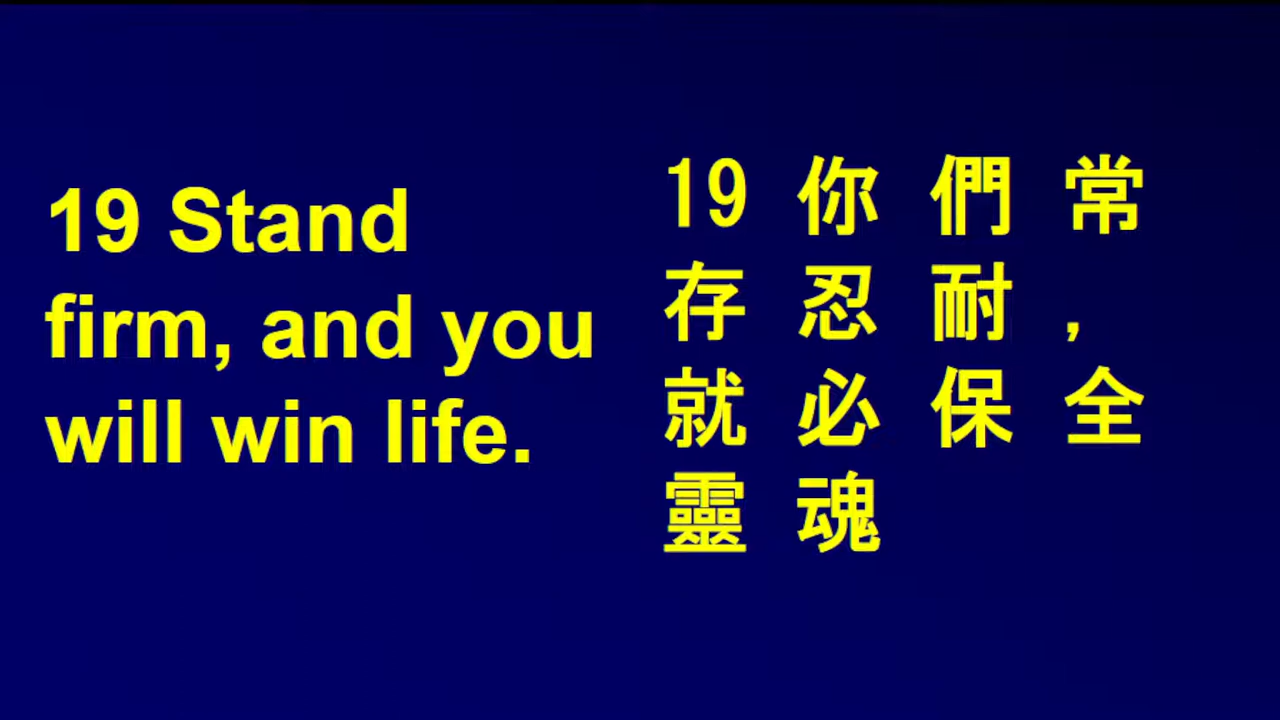 19 Stand
firm, and you
will win life.
19 你們常
存忍耐，
就必保全
靈魂